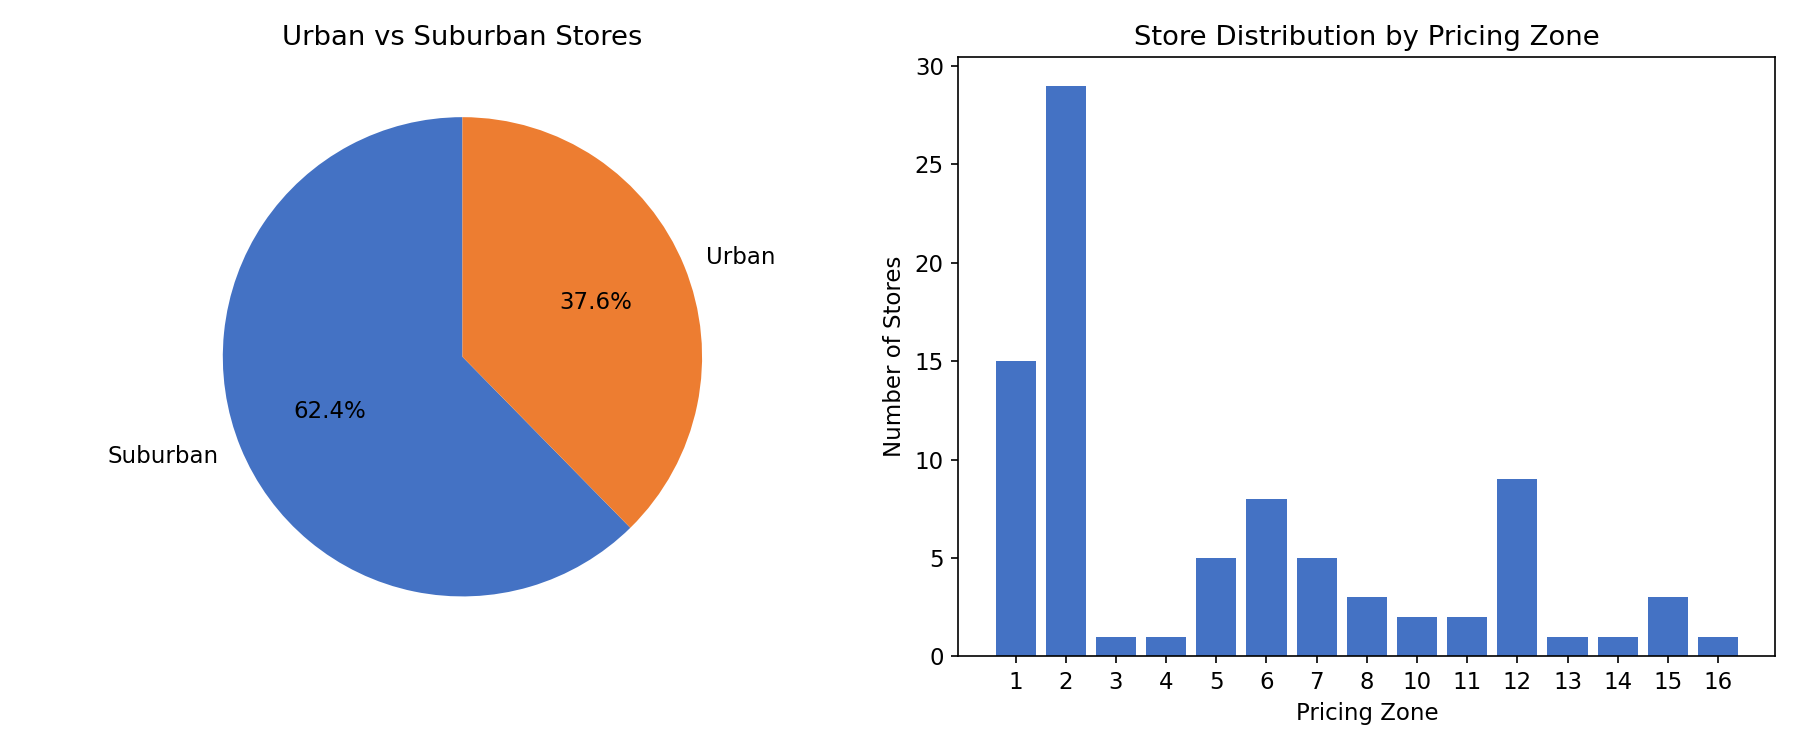 Urban vs Suburban Stores
Urban
37.6%
62.4%
Suburban
Store Distribution by Pricing Zone
Number of Stores
30
25
20
15
10
5
0
1 2 3 4 5 6 7 8 10 11 12 13 14 15 16
Pricing Zone